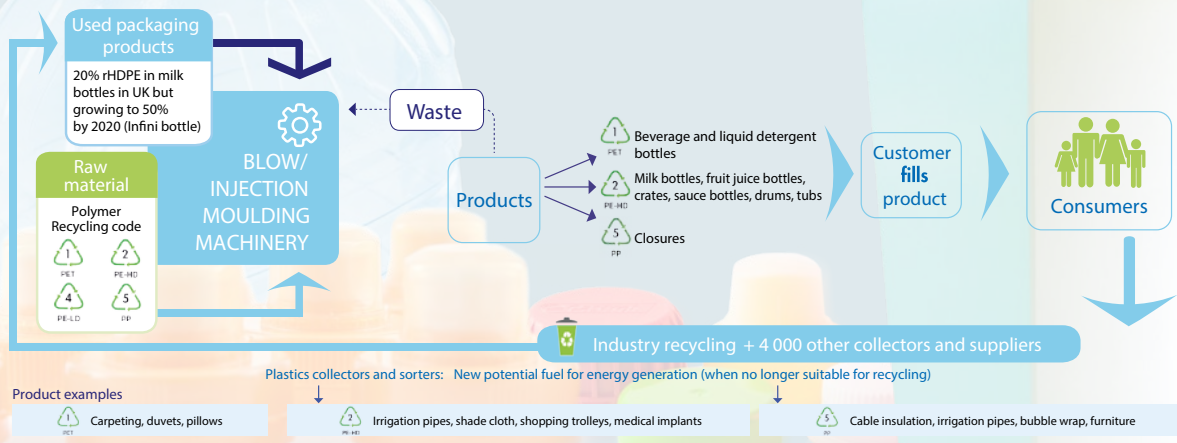 Used packaging
products
20% rHDPE in milk
bottles in UK but
growing to 50%
by 2020 (Infini bottle)
Raw
material
Polymer
Recycling code
1
PET
2
PE-HD
4
PE-LD
5
PP
BLOW/
INJECTION
MOULDING
MACHINERY
Waste
Products
1
PET
Beverage and liquid detergent
bottles
2
PE-HD
Milk bottles, fruit juice bottles,
crates, sauce bottles, drums, tubs
5
PP
Closures
Customer
fills
product
Consumers
Industry recycling + 4 000 other collectors and suppliers
Plastics collectors and sorters: New potential fuel for energy generation (when no longer suitable for recycling)
Product examples
1
PET
Carpeting, duvets, pillows
2
PE-HD
Irrigation pipes, shade cloth, shopping trolleys, medical implants
5
PP
Cable insulation, irrigation pipes, bubble wrap, furniture